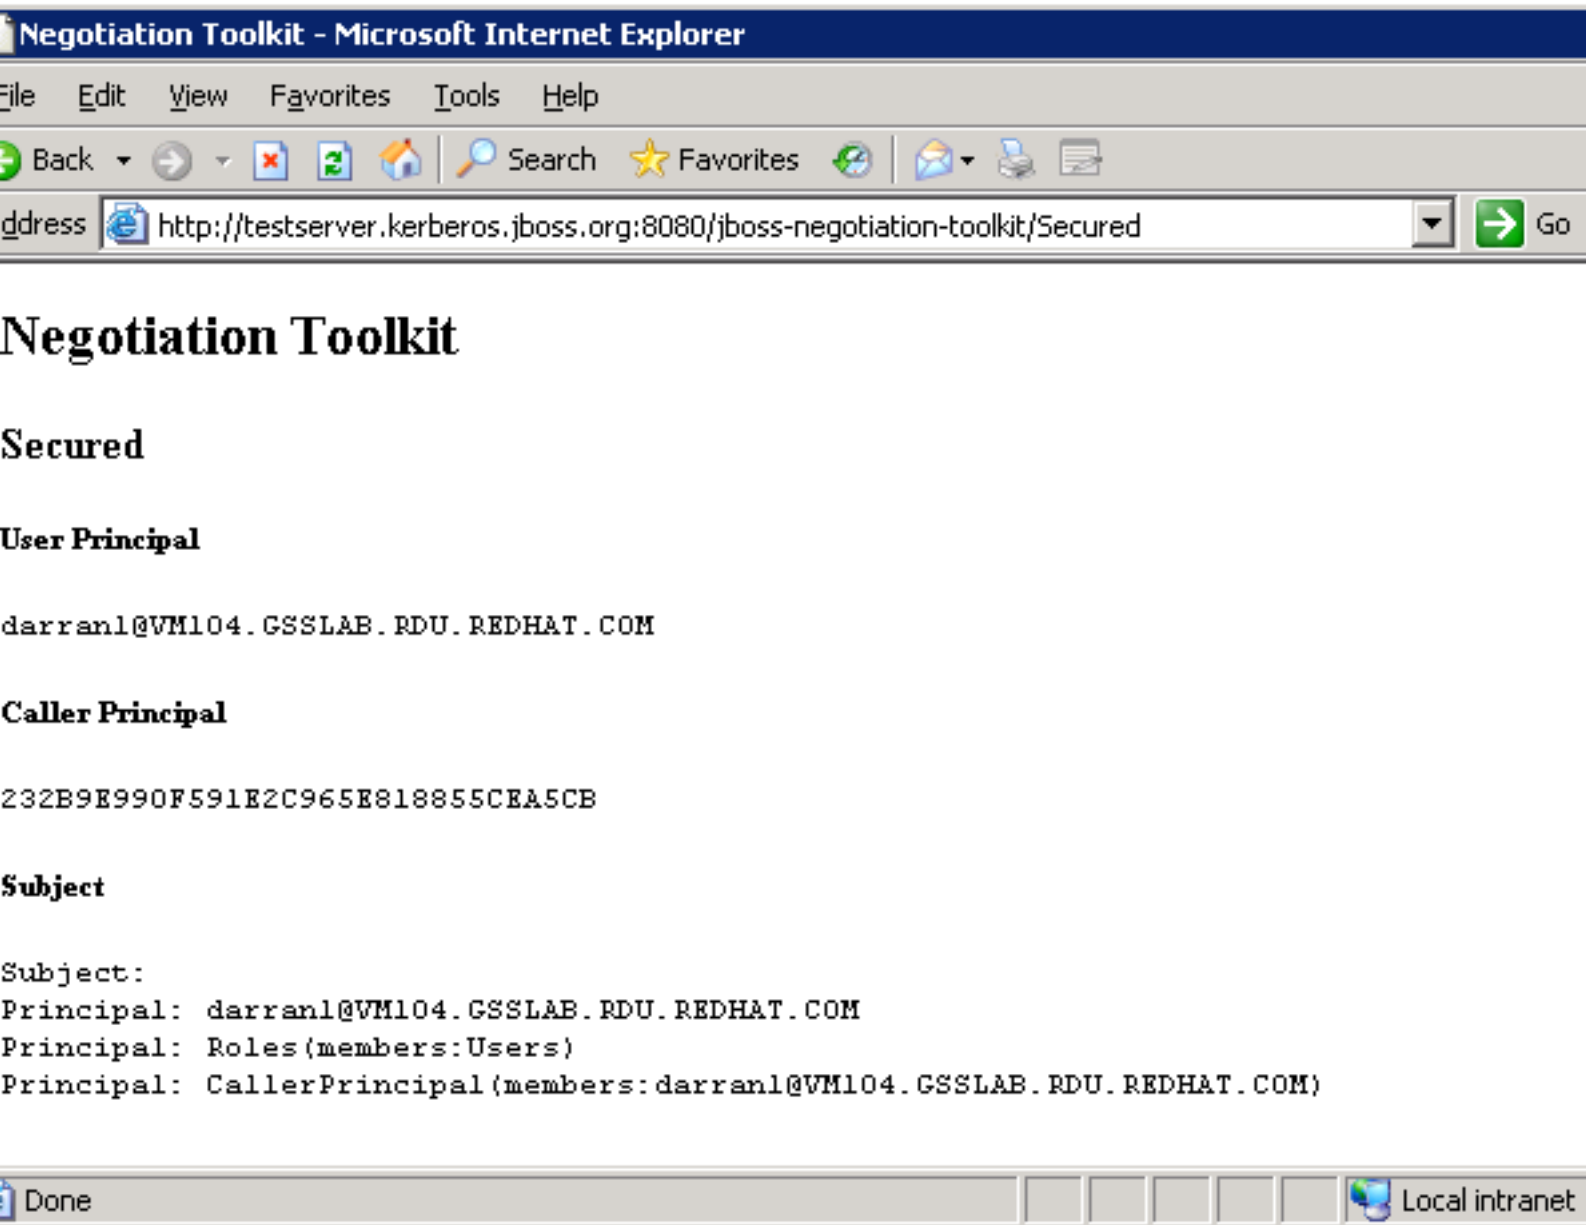 Negotiation Toolkit - Microsoft Internet Explorer
File Edit View Favorites Tools Help
Back Search Favorites
ddress http://testserver.kerberos.jboss.org:8080/jboss-negotiation-toolkit/Secured Go
Negotiation Toolkit
Secured
User Principal
darran1@VM104.GSSLAB.RDU.REDHAT.COM
Caller Principal
232B9E990F591E2C965E818855CEA5CB
Subject
Subject:
Principal: darran1@VM104.GSSLAB.RDU.REDHAT.COM
Principal: Roles(members:Users)
Principal: CallerPrincipal(members:darran1@VM104.GSSLAB.RDU.REDHAT.COM)
Done Local intranet